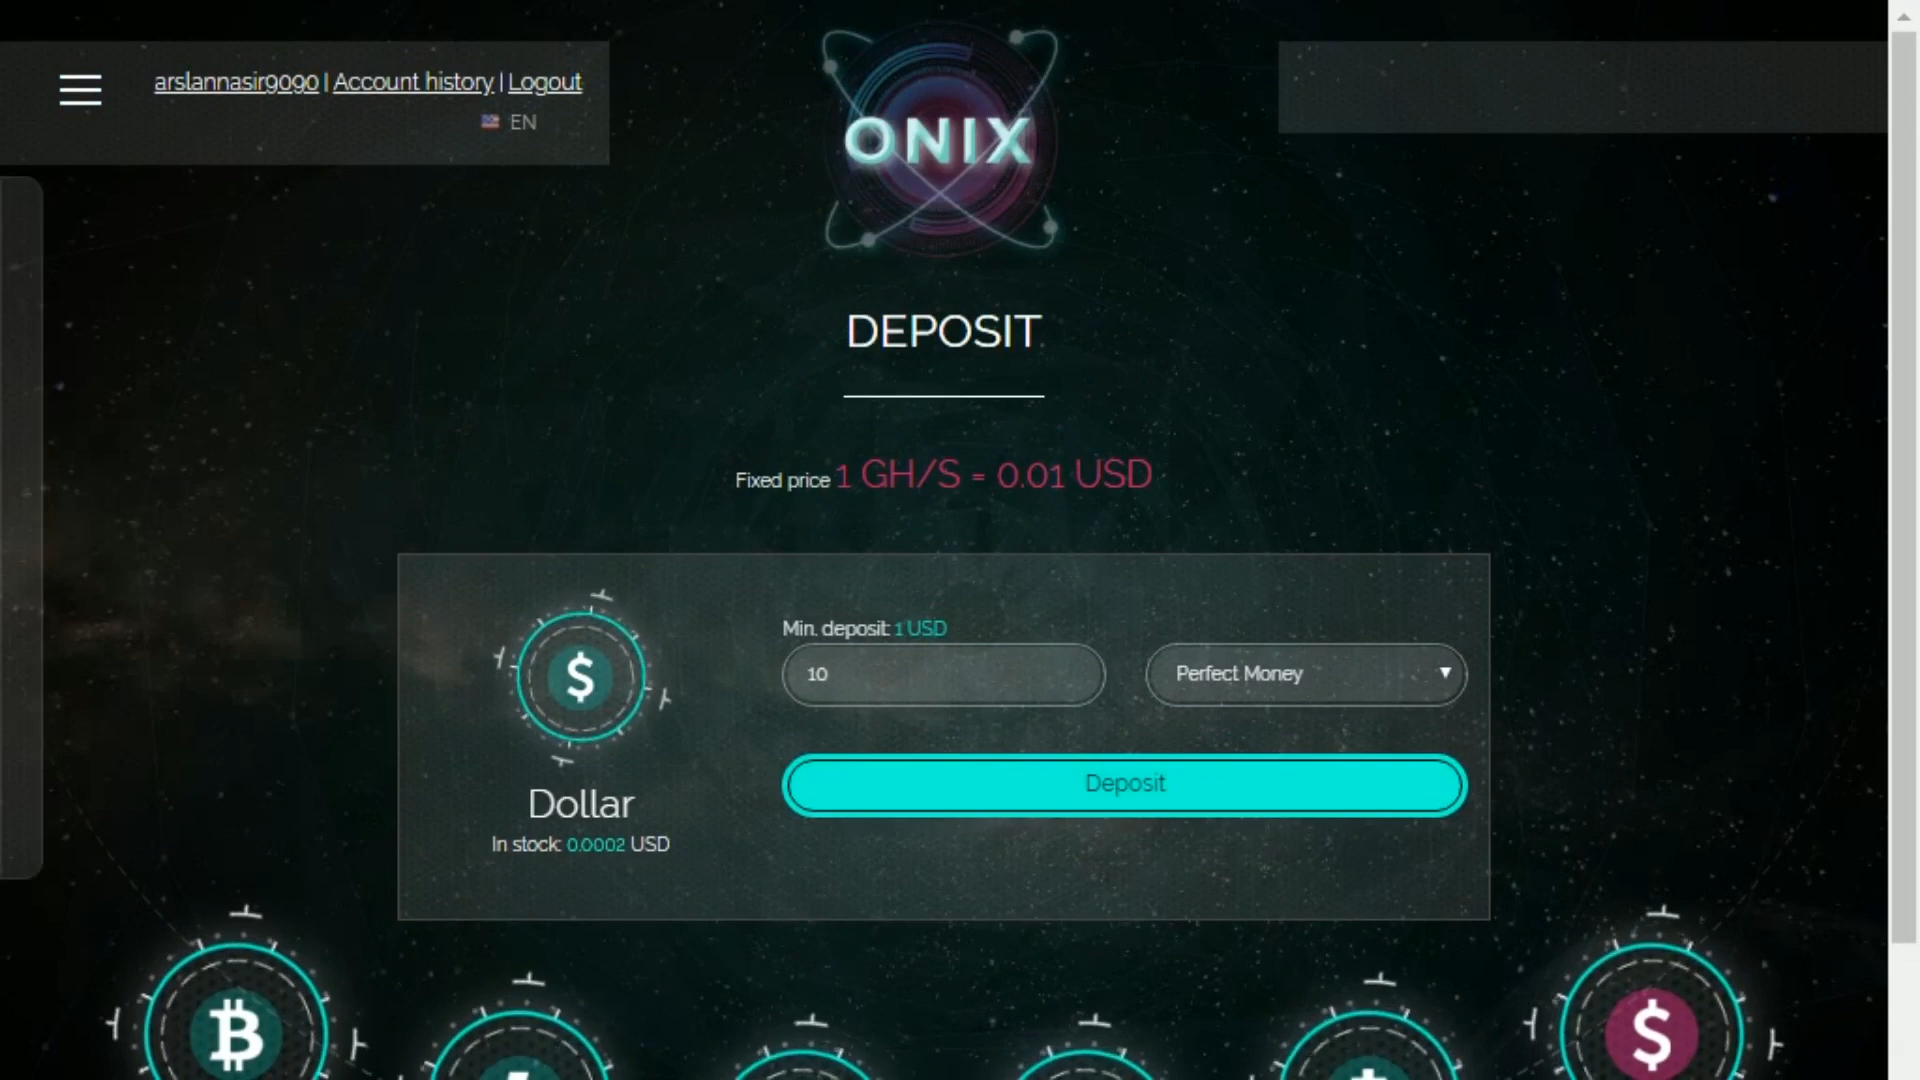 arslannasir9090 | Account history | Logout
EN
ONIX
DEPOSIT
Fixed price 1 GH/S = 0.01 USD
Min. deposit: 1 USD
10
Perfect Money
Deposit
Dollar
In stock: 0.0002 USD